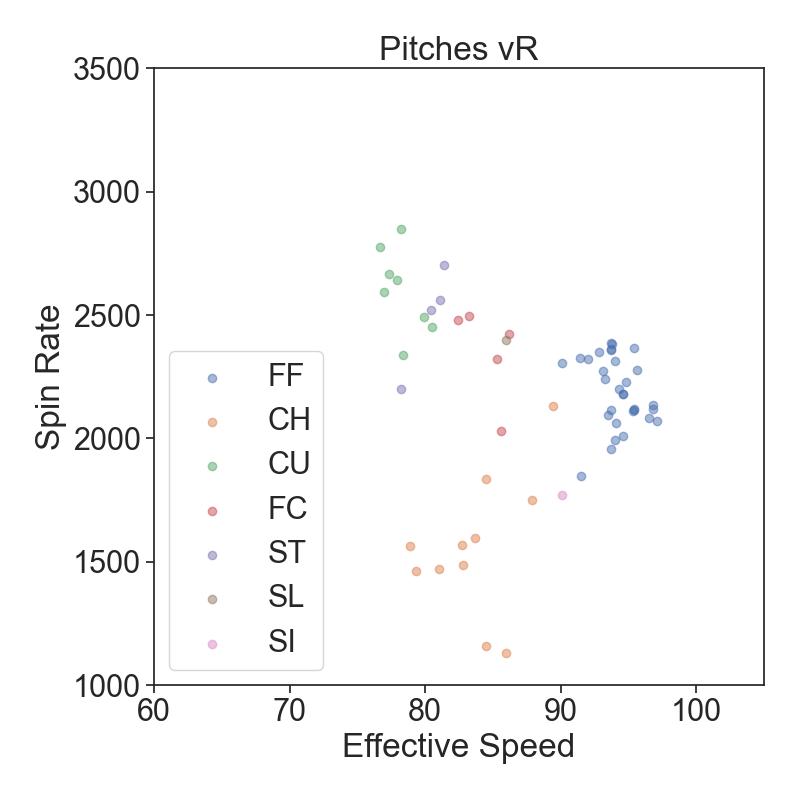 Pitches vR
3500
3000
2500
2000
1500
1000
Spin Rate
FF
CH
CU
FC
ST
SL
SI
60 70 80 90 100
Effective Speed